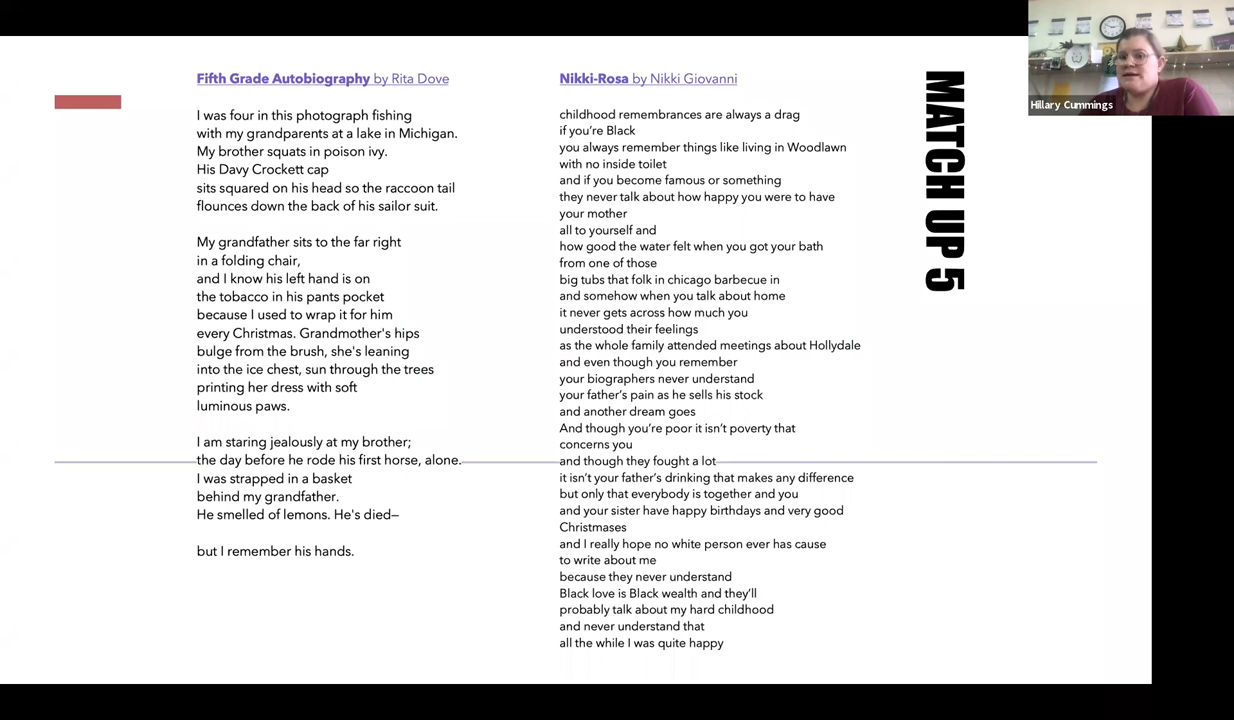 Fifth Grade Autobiography by Rita Dove
I was four in this photograph fishing
with my grandparents at a lake in Michigan.
My brother squats in poison ivy.
His Davy Crockett cap
sits squared on his head so the raccoon tail
flounces down the back of his sailor suit.
My grandfather sits to the far right
in a folding chair,
and I know his left hand is on
the tobacco in his pants pocket
because I used to wrap it for him
every Christmas. Grandmother's hips
bulge from the brush, she's leaning
into the ice chest, sun through the trees
printing her dress with soft
luminous paws.
I am staring jealously at my brother;
the day before he rode his first horse, alone.
I was strapped in a basket
behind my grandfather.
He smelled of lemons. He's died—
but I remember his hands.
Nikki-Rosa by Nikki Giovanni
childhood remembrances are always a drag
if you’re Black
you always remember things like living in Woodlawn
with no inside toilet
and if you become famous or something
they never talk about how happy you were to have
your mother
all to yourself and
how good the water felt when you got your bath
from one of those
big tubs that folk in chicago barbecue in
and somehow when you talk about home
it never gets across how much you
understood their feelings
as the whole family attended meetings about Hollydale
and even though you remember
your biographers never understand
your father’s pain as he sells his stock
and another dream goes
And though you’re poor it isn’t poverty that
concerns you
and though they fought a lot
it isn’t your father’s drinking that makes any difference
but only that everybody is together and you
and your sister have happy birthdays and very good
Christmases
and I really hope no white person ever has cause
to write about me
because they never understand
Black love is Black wealth and they’ll
probably talk about my hard childhood
and never understand that
all the while I was quite happy
MATCH UP 5
Hillary Cummings